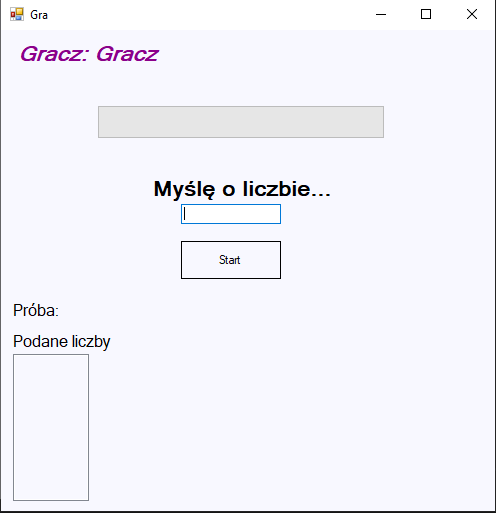 Gra
Gracz: Gracz
Myślę o liczbie...
Start
Próba:
Podane liczby